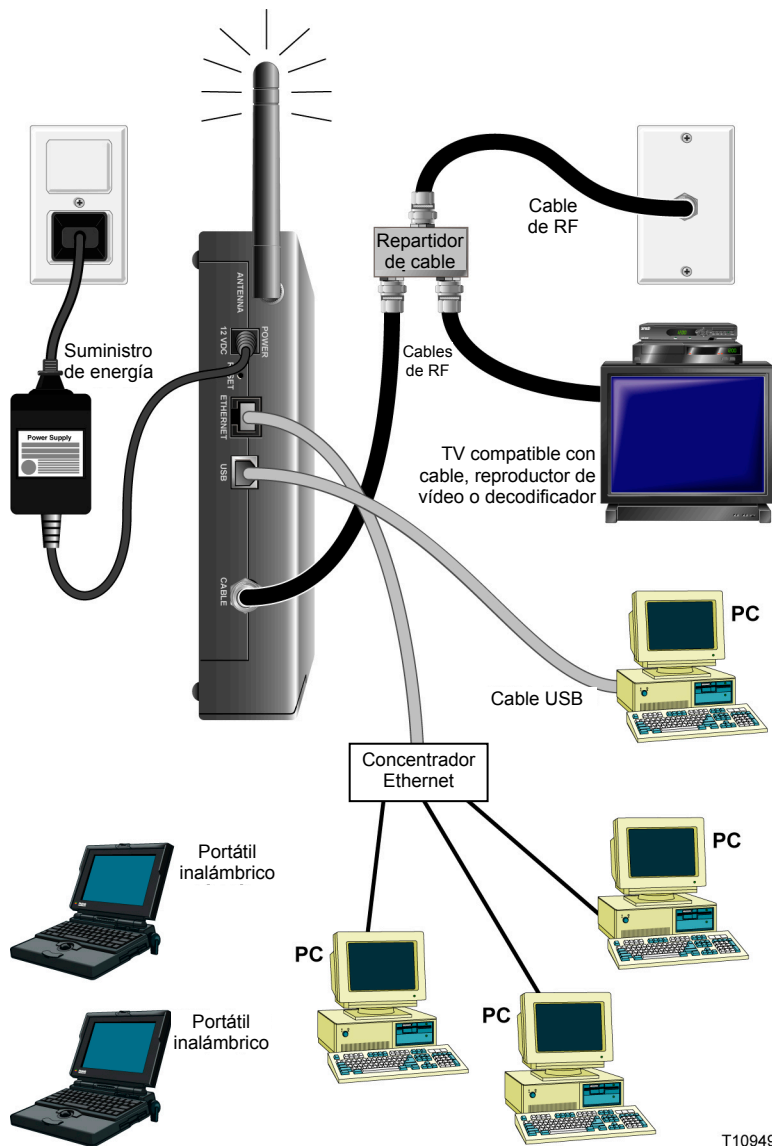 Cable
de RF
Repartidor
de cable
ANTENNA
POWER
12 VDC
Suministro
de energía
Cables
de RF
ETHERNET
Power Supply
USB
TV compatible con
cable, reproductor de
vídeo o decodificador
CABLE
PC
Cable USB
Concentrador
Ethernet
Portátil
inalámbrico
PC
PC
PC
Portátil
inalámbrico
T10949